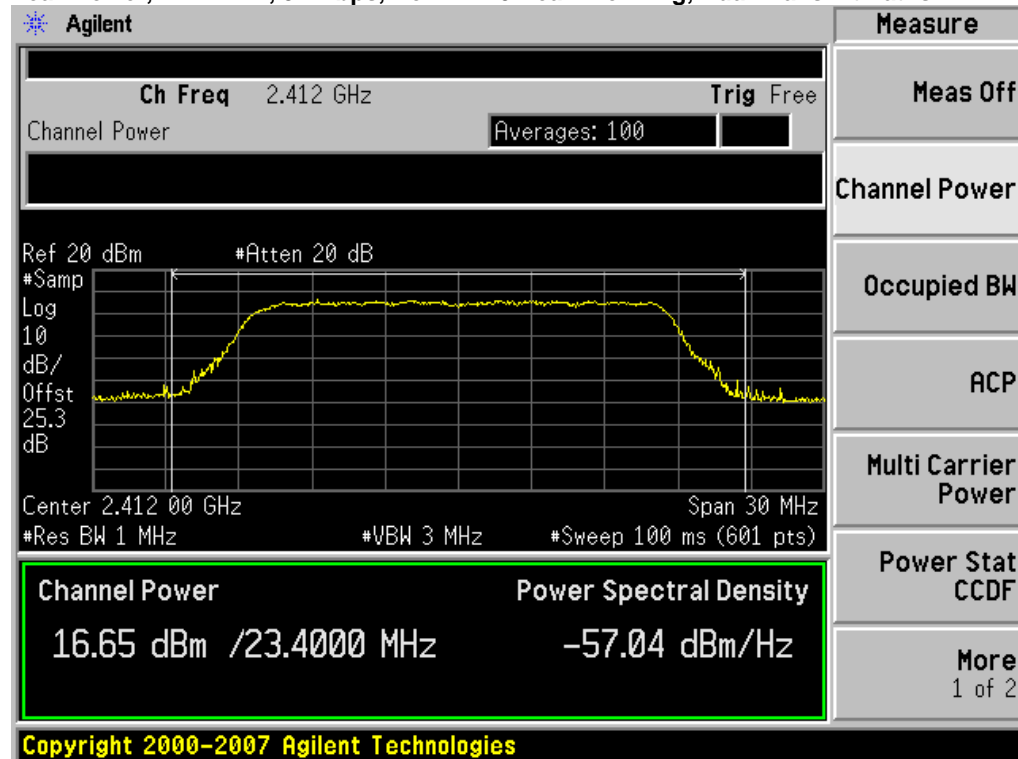 Agilent
Measure
Ch Freq 2.412 GHz Trig Free
Channel Power Averages: 100
Ref 20 dBm #Atten 20 dB
#Samp
Log
10
dB/
Offst
25.3
dB
Center 2.412 00 GHz Span 30 MHz
#Res BW 1 MHz #VBW 3 MHz #Sweep 100 ms (601 pts)
Channel Power Power Spectral Density
16.65 dBm /23.4000 MHz -57.04 dBm/Hz
Meas Off
Channel Power
Occupied BW
ACP
Multi Carrier
Power
Power Stat
CCDF
More
1 of 2
Copyright 2000-2007 Agilent Technologies